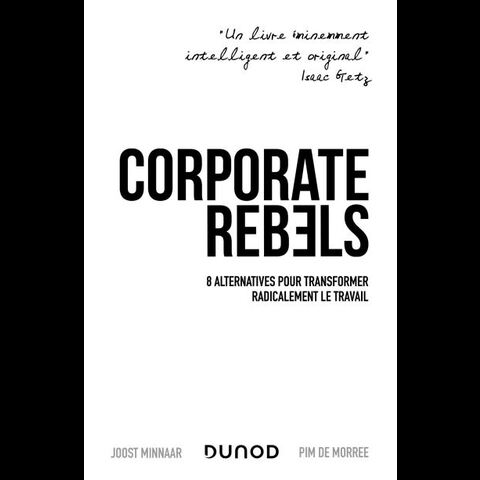 "Un livre éminemment
intelligent et original"
Isaac Getz
CORPORATE
REBELS
8 ALTERNATIVES POUR TRANSFORMER
RADICALEMENT LE TRAVAIL
JOOST MINNAAR DUNOD PIM DE MORREE